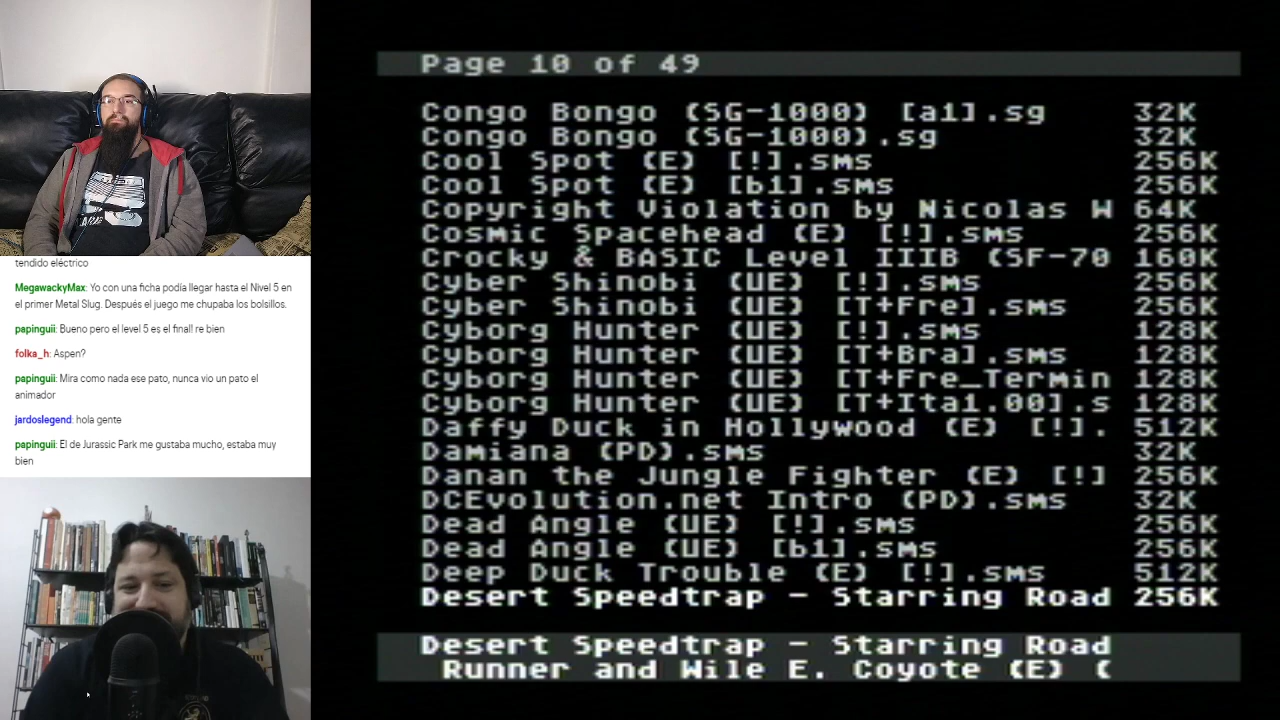 tendido eléctrico
MegawackyMax: Yo con una ficha podía llegar hasta el Nivel 5 en
el primer Metal Slug. Después el juego me chupaba los bolsillos.
papinguii: Bueno pero el level 5 es el final! re bien
folka_h: Aspen?
papinguii: Mira como nada ese pato, nunca vio un pato el
animador
jardoslegend: hola gente
papinguii: El de Jurassic Park me gustaba mucho, estaba muy
bien
Page 10 of 49
Congo Bongo (SG-1000) [a1].sg 32K
Congo Bongo (SG-1000).sg 32K
Cool Spot (E) [!].sms 256K
Cool Spot (E) [b1].sms 256K
Copyright Violation by Nicolas W 64K
Cosmic Spacehead (E) [!].sms 256K
Crocky & BASIC Level IIIB (SF-70 160K
Cyber Shinobi (UE) [!].sms 256K
Cyber Shinobi (UE) [T+Fre].sms 256K
Cyborg Hunter (UE) [!].sms 128K
Cyborg Hunter (UE) [T+Bra].sms 128K
Cyborg Hunter (UE) [T+Fre_Termin 128K
Cyborg Hunter (UE) [T+Ita1.00].s 128K
Daffy Duck in Hollywood (E) [!]. 512K
Damiana (PD).sms 32K
Danan the Jungle Fighter (E) [!] 256K
DCEvolution.net Intro (PD).sms 32K
Dead Angle (UE) [!].sms 256K
Dead Angle (UE) [b1].sms 256K
Deep Duck Trouble (E) [!].sms 512K
Desert Speedtrap - Starring Road 256K
Desert Speedtrap - Starring Road
Runner and Wile E. Coyote (E) (